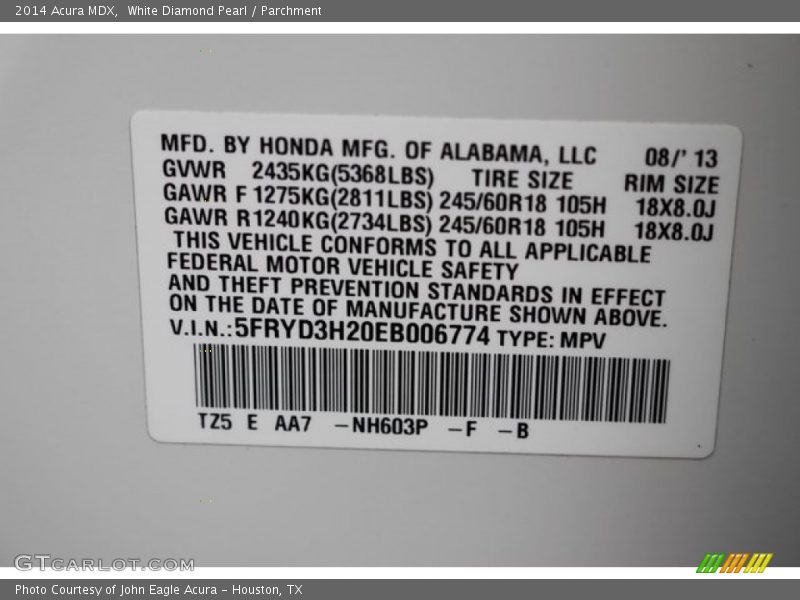 2014 Acura MDX,  White Diamond Pearl / Parchment
MFD. BY HONDA MFG. OF ALABAMA, LLC 08/' 13
GVWR 2435KG(5368LBS) TIRE SIZE RIM SIZE
GAWR F 1275KG(2811LBS) 245/60R18 105H 18X8.0J
GAWR R 1240KG(2734LBS) 245/60R18 105H 18X8.0J
THIS VEHICLE CONFORMS TO ALL APPLICABLE
FEDERAL MOTOR VEHICLE SAFETY
AND THEFT PREVENTION STANDARDS IN EFFECT
ON THE DATE OF MANUFACTURE SHOWN ABOVE.
V.I.N.:5FRYD3H20EB006774 TYPE: MPV
TZ5 E AA7 –NH603P –F –B
GTCARLOT.COM
Photo Courtesy of John Eagle Acura – Houston, TX